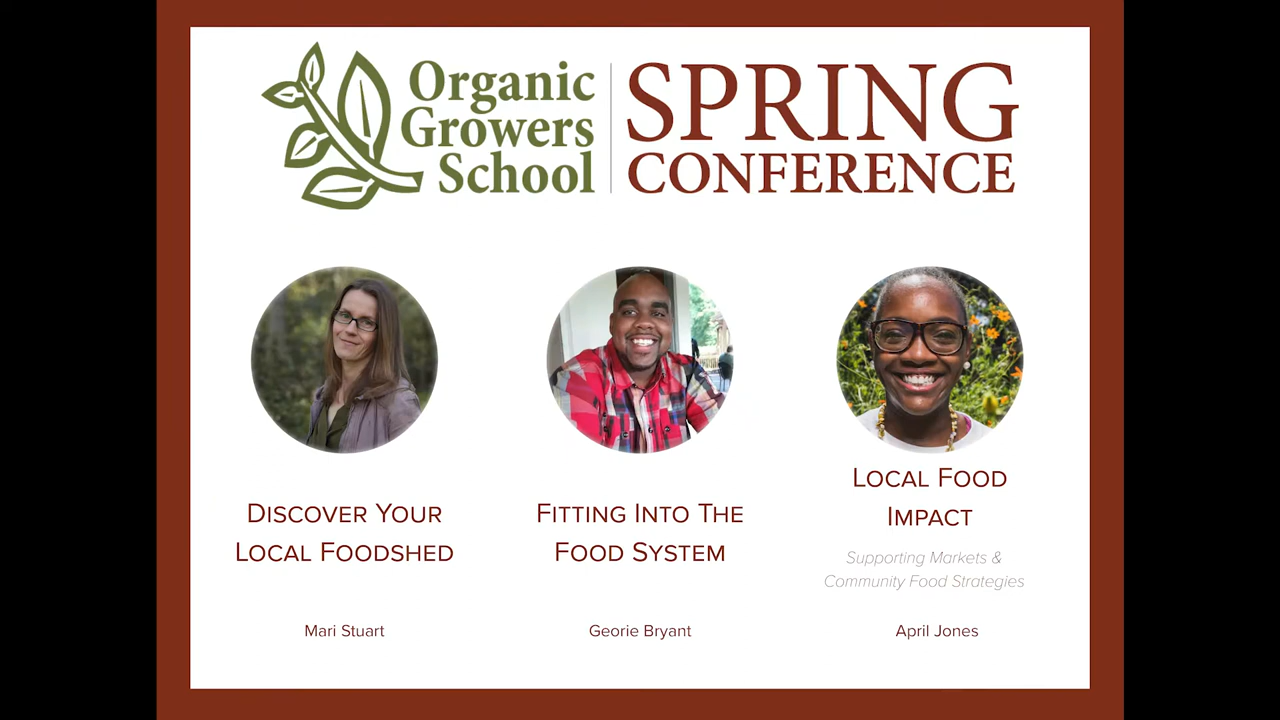 Organic
Growers
School
SPRING
CONFERENCE
Discover Your
Local Foodshed
Mari Stuart
Fitting Into The
Food System
Georie Bryant
Local Food
Impact
Supporting Markets &
Community Food Strategies
April Jones